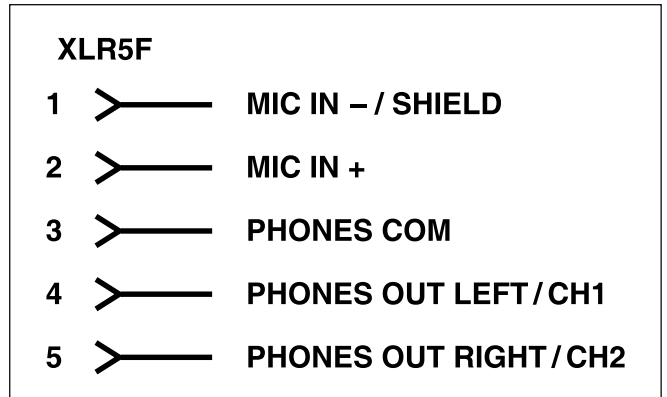 XLR5F
1 MIC IN – / SHIELD
2 MIC IN +
3 PHONES COM
4 PHONES OUT LEFT / CH1
5 PHONES OUT RIGHT / CH2